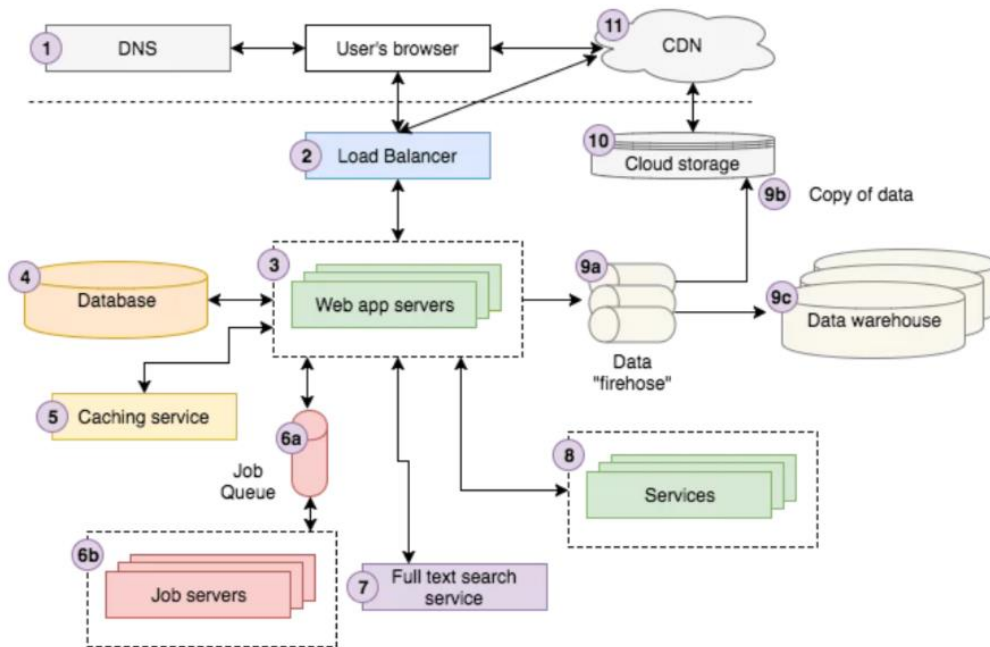 1
DNS
User's browser
11
CDN
2
Load Balancer
10
Cloud storage
9b
Copy of data
3
Web app servers
4
Database
9a
Data
"firehose"
9c
Data warehouse
5
Caching service
6a
Job
Queue
8
Services
6b
Job servers
7
Full text search
service